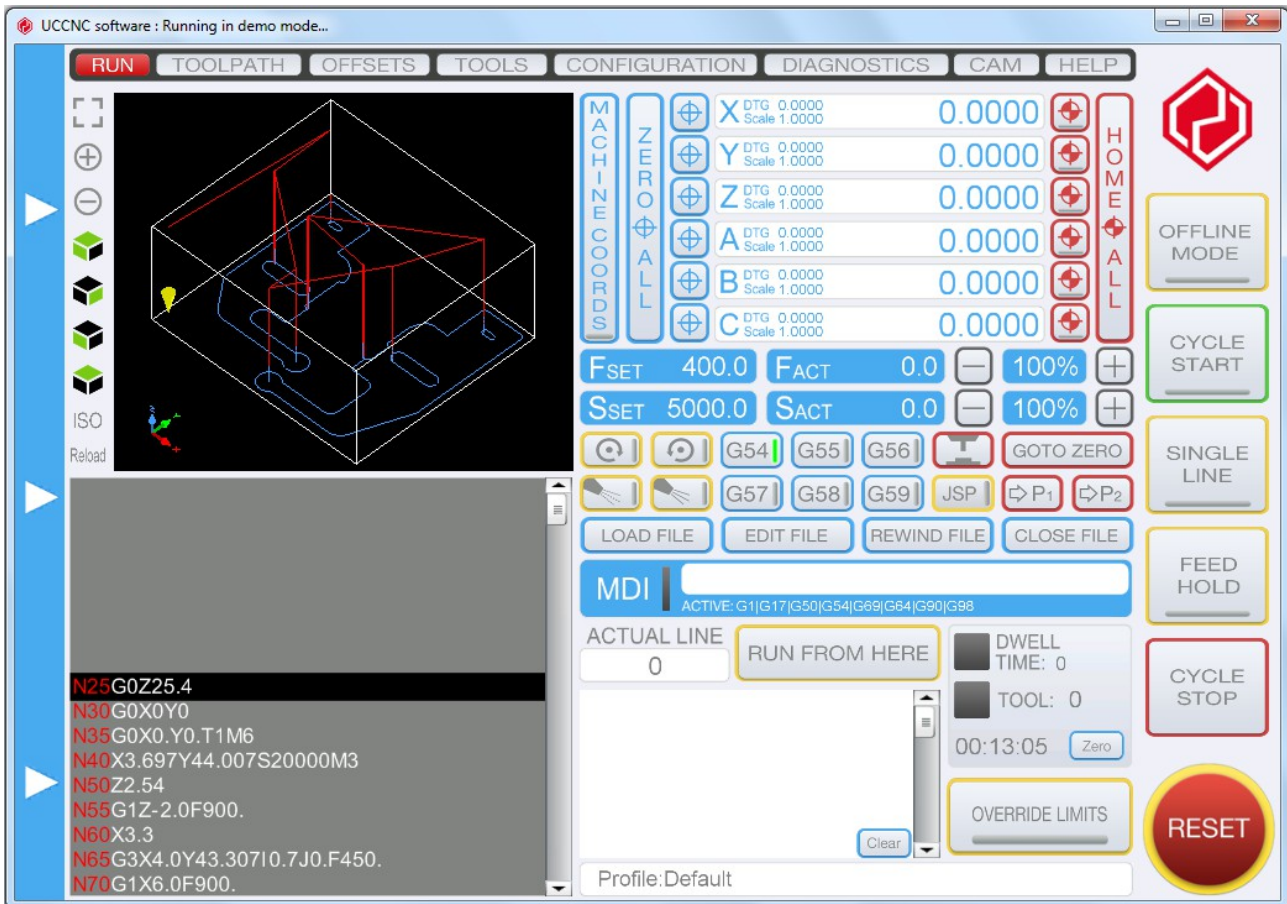 UCCNC software : Running in demo mode...
RUN TOOLPATH OFFSETS TOOLS CONFIGURATION DIAGNOSTICS CAM HELP
MACHINE COORDS
ZERO ALL
X DTG 0.0000 Scale 1.0000 0.0000
Y DTG 0.0000 Scale 1.0000 0.0000
Z DTG 0.0000 Scale 1.0000 0.0000
A DTG 0.0000 Scale 1.0000 0.0000
B DTG 0.0000 Scale 1.0000 0.0000
C DTG 0.0000 Scale 1.0000 0.0000
HOME ALL
ISO
Reload
Z
Y
X
FSET 400.0 FACT 0.0 100%
SSET 5000.0 SACT 0.0 100%
G54 G55 G56 GOTO ZERO
G57 G58 G59 JSP P1 P2
LOAD FILE EDIT FILE REWIND FILE CLOSE FILE
MDI
ACTIVE: G1|G17|G50|G54|G69|G64|G90|G98
ACTUAL LINE
0
RUN FROM HERE
DWELL
TIME: 0
TOOL: 0
00:13:05 Zero
OVERRIDE LIMITS
Clear
Profile:Default
N25G0Z25.4
N30G0X0Y0
N35G0X0.Y0.T1M6
N40X3.697Y44.007S20000M3
N50Z2.54
N55G1Z-2.0F900.
N60X3.3
N65G3X4.0Y43.307I0.7J0.F450.
N70G1X6.0F900.
OFFLINE
MODE
CYCLE
START
SINGLE
LINE
FEED
HOLD
CYCLE
STOP
RESET